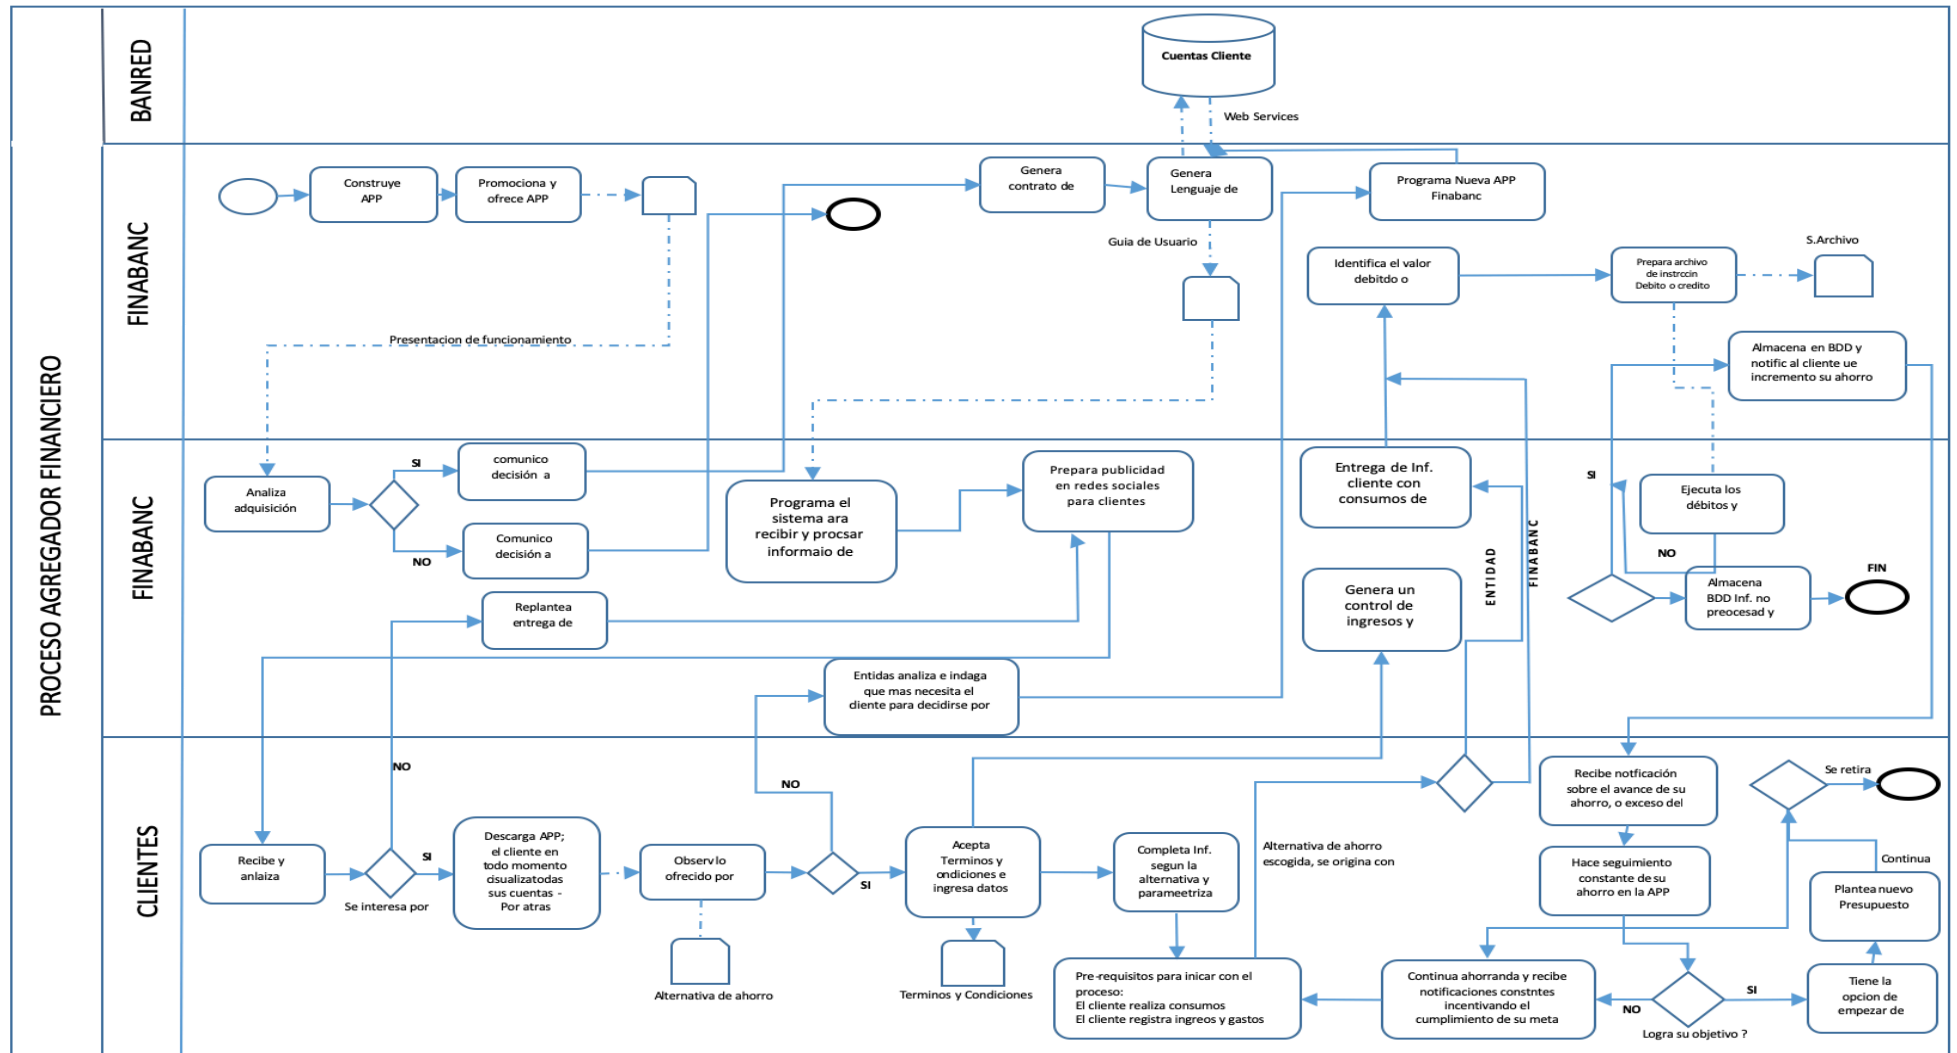 PROCESO AGREGADOR FINANCIERO
BANRED
Cuentas Cliente
Web Services
FINABANC
Construye
APP
Promociona y
ofrece APP
Genera
contrato de
Genera
Lenguaje de
Programa Nueva APP
Finabanc
Guia de Usuario
Identifica el valor
debitdo o
Prepara archivo
de instrccin
Debito o credito
S.Archivo
Presentacion de funcionamiento
Almacena en BDD y
notific al cliente ue
incremento su ahorro
FINABANC
Analiza
adquisición
SI
comunico
decisión a
NO
Comunico
decisión a
Programa el
sistema ara
recibir y procsar
informaio de
Prepara publicidad
en redes sociales
para clientes
Entrega de Inf.
cliente con
consumos de
ENTIDAD
FINABANC
SI
Ejecuta los
débitos y
NO
Almacena
BDD Inf. no
preocesad y
FIN
Replantea
entrega de
Genera un
control de
ingresos y
Entidas analiza e indaga
que mas necesita el
cliente para decidirse por
CLIENTES
NO
NO
Recibe y
anlaiza
SI
Se interesa por
Descarga APP;
el cliente en
todo momento
cisualizatodas
sus cuentas -
Por atras
Observ lo
ofrecido por
Alternativa de ahorro
SI
Acepta
Terminos y
ondiciones e
ingresa datos
Terminos y Condiciones
Completa Inf.
segun la
alternativa y
parameetriza
Alternativa de ahorro
escogida, se origina con
Pre-requisitos para inicar con el
proceso:
El cliente realiza consumos
El cliente registra ingreos y gastos
Recibe notficación
sobre el avance de su
ahorro, o exceso del
Se retira
Hace seguimiento
constante de su
ahorro en la APP
Continua
Plantea nuevo
Presupuesto
Continua ahorranda y recibe
notificaciones constntes
incentivando el
cumplimiento de su meta
NO
SI
Logra su objetivo ?
Tiene la
opcion de
empezar de